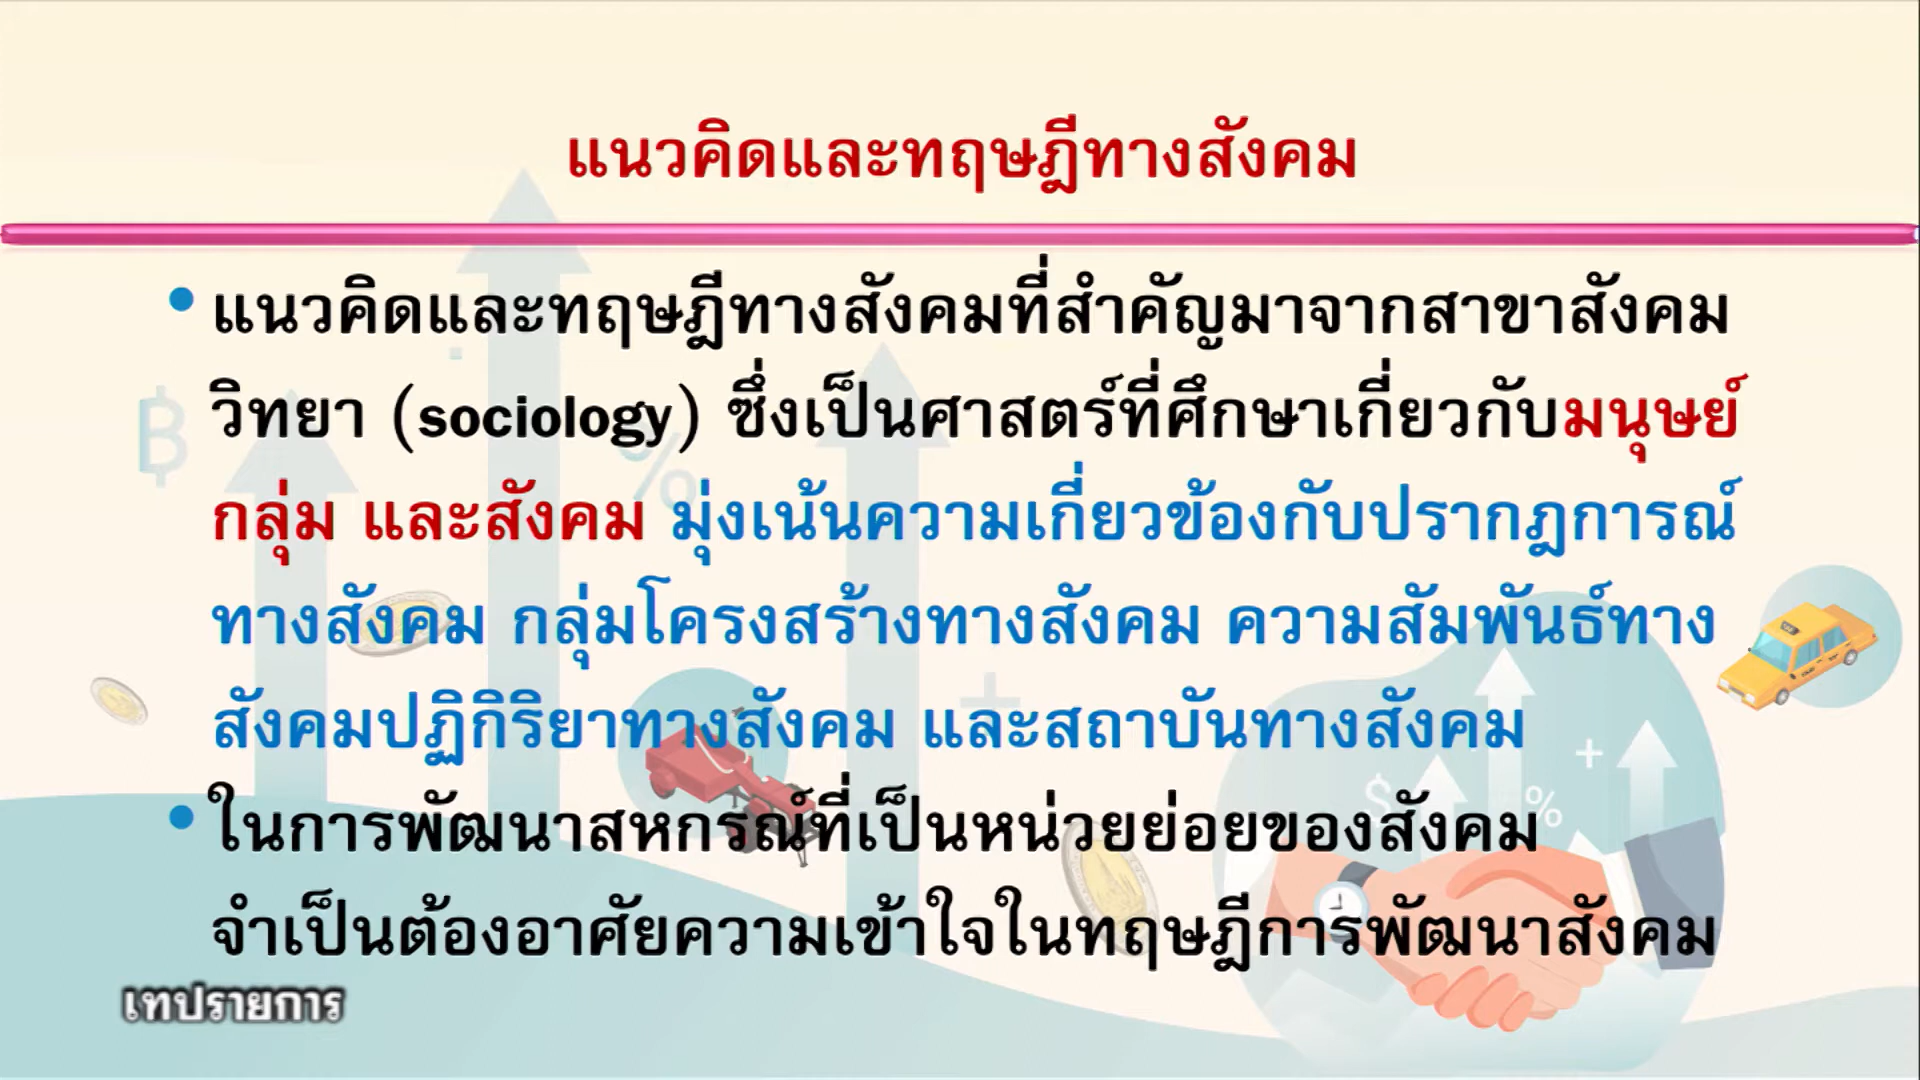 แนวคิดและทฤษฎีทางสังคม
• แนวคิดและทฤษฎีทางสังคมที่สำคัญมาจากสาขาสังคม
วิทยา (sociology) ซึ่งเป็นศาสตร์ที่ศึกษาเกี่ยวกับมนุษย์
กลุ่ม และสังคม มุ่งเน้นความเกี่ยวข้องกับปรากฎการณ์
ทางสังคม กลุ่มโครงสร้างทางสังคม ความสัมพันธ์ทาง
สังคมปฏิกิริยาทางสังคม และสถาบันทางสังคม
• ในการพัฒนาสหกรณ์ที่เป็นหน่วยย่อยของสังคม
จำเป็นต้องอาศัยความเข้าใจในทฤษฎีการพัฒนาสังคม
เทปรายการ